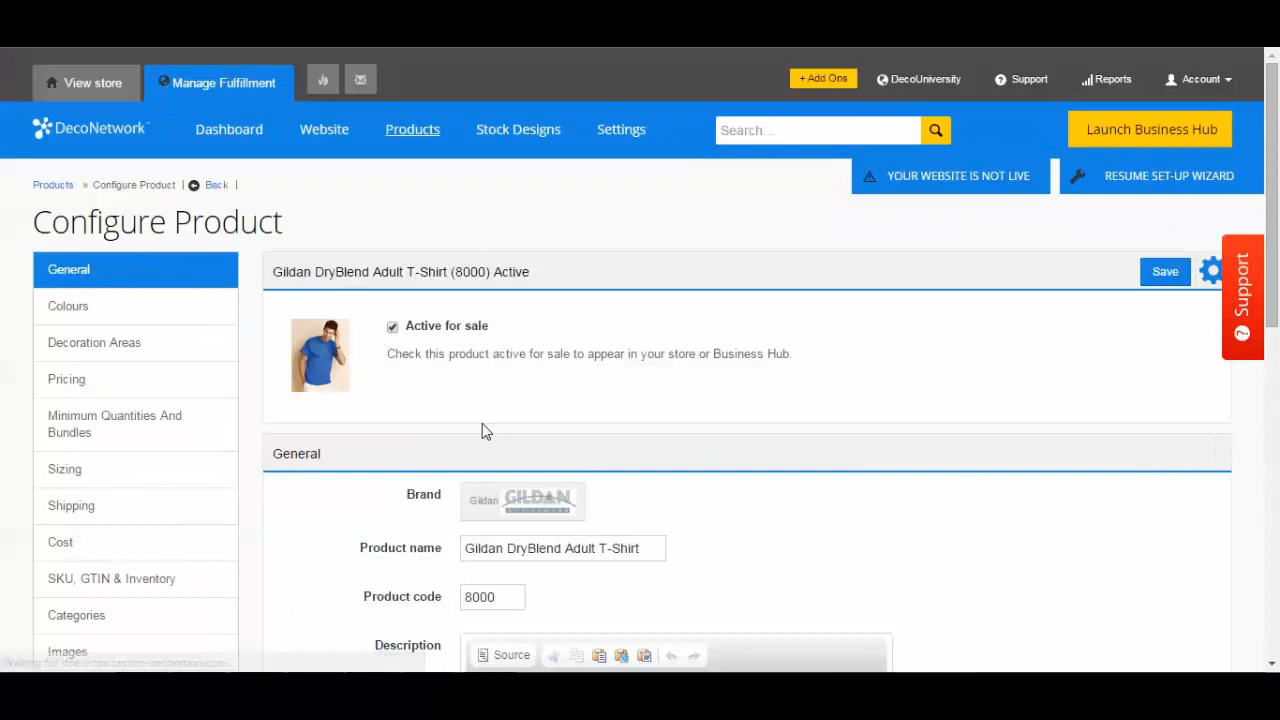 View store
Manage Fulfillment
+ Add Ons
DecoUniversity
Support
Reports
Account
DecoNetwork
Dashboard
Website
Products
Stock Designs
Settings
Search...
Launch Business Hub
YOUR WEBSITE IS NOT LIVE
RESUME SET-UP WIZARD
Products » Configure Product | Back |
Configure Product
General
Colours
Decoration Areas
Pricing
Minimum Quantities And
Bundles
Sizing
Shipping
Cost
SKU, GTIN & Inventory
Categories
Images
Gildan DryBlend Adult T-Shirt (8000) Active
Save
Support
Active for sale
Check this product active for sale to appear in your store or Business Hub.
General
Brand
Gildan GILDAN
Product name
Gildan DryBlend Adult T-Shirt
Product code
8000
Description
Source